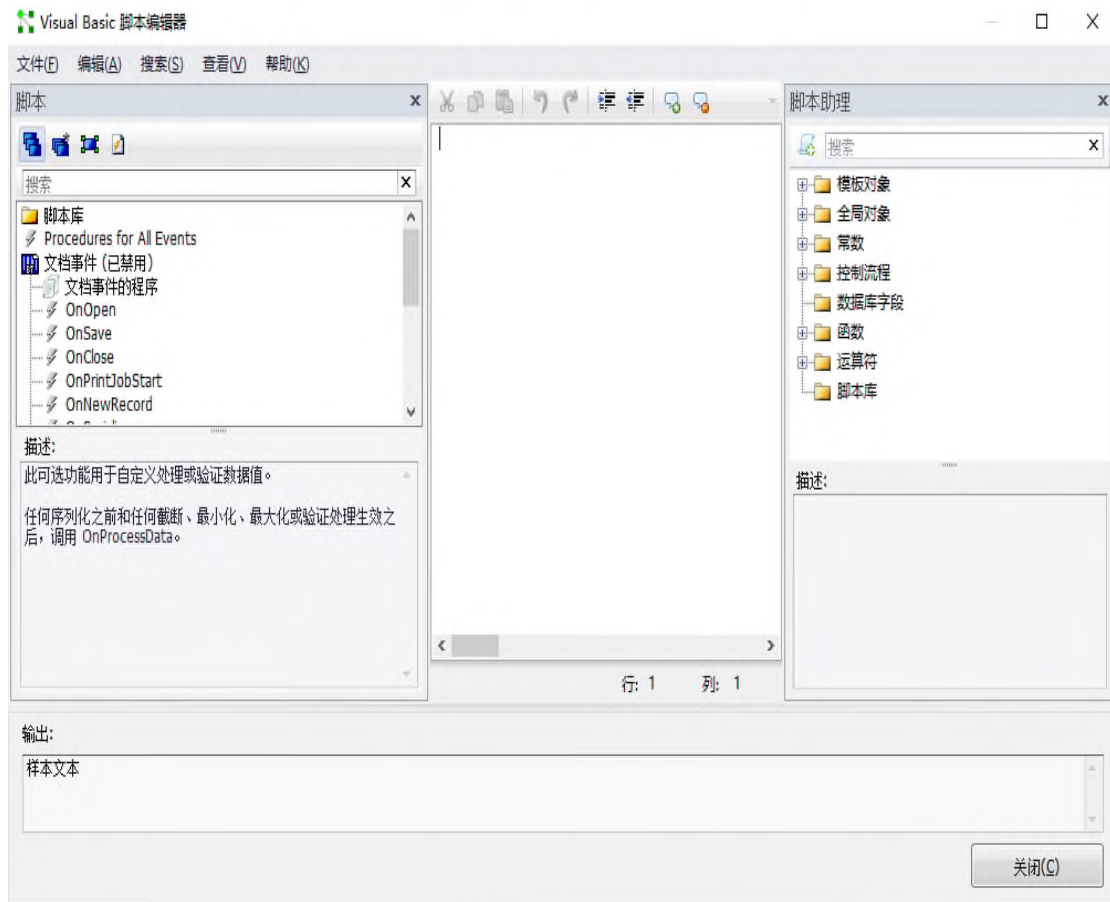 Visual Basic 脚本编辑器
文件(F) 编辑(A) 搜索(S) 查看(V) 帮助(K)
脚本
搜索
脚本库
Procedures for All Events
文档事件 (已禁用)
文档事件的程序
OnOpen
OnSave
OnClose
OnPrintJobStart
OnNewRecord
描述:
此可选功能用于自定义处理或验证数据值。
任何序列化之前和任何截断、最小化、最大化或验证处理生效之
后，调用 OnProcessData。
行: 1 列: 1
脚本助理
搜索
模板对象
全局对象
常数
控制流程
数据库字段
函数
运算符
脚本库
描述:
输出:
样本文本
关闭(C)